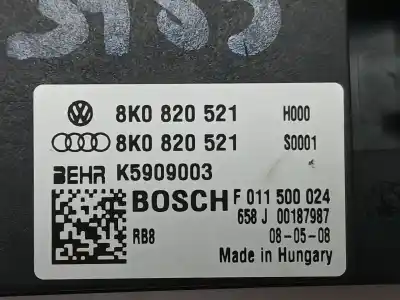 8K0 820 521 H000
8K0 820 521 S0001
BEHR K5909003
BOSCH F 011 500 024
658 J 00187987
RB8 08-05-08
Made in Hungary